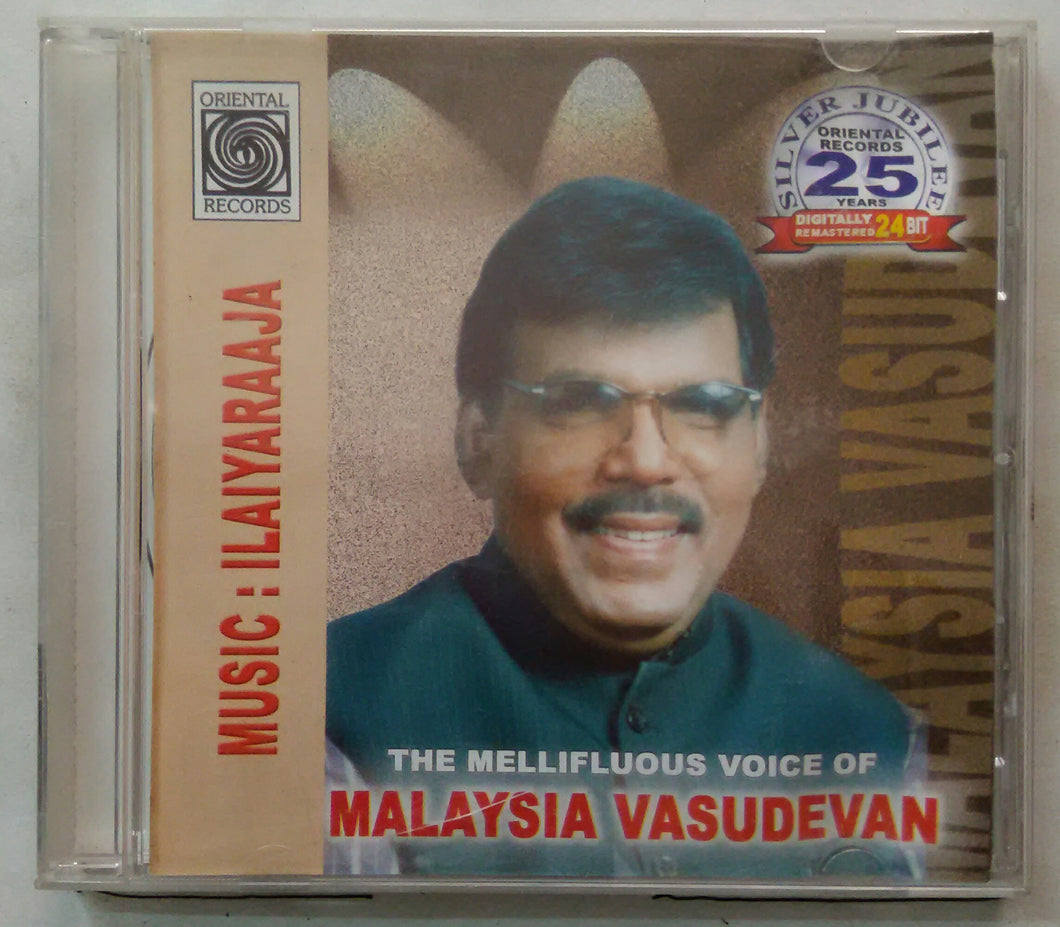 ORIENTAL
RECORDS
MUSIC : ILAIYARAAJA
SILVER JUBILEE
ORIENTAL
RECORDS
25
YEARS
DIGITALLY
REMASTERED 24 BIT
MALAYSIA VASUDEVAN
THE MELLIFLUOUS VOICE OF
MALAYSIA VASUDEVAN